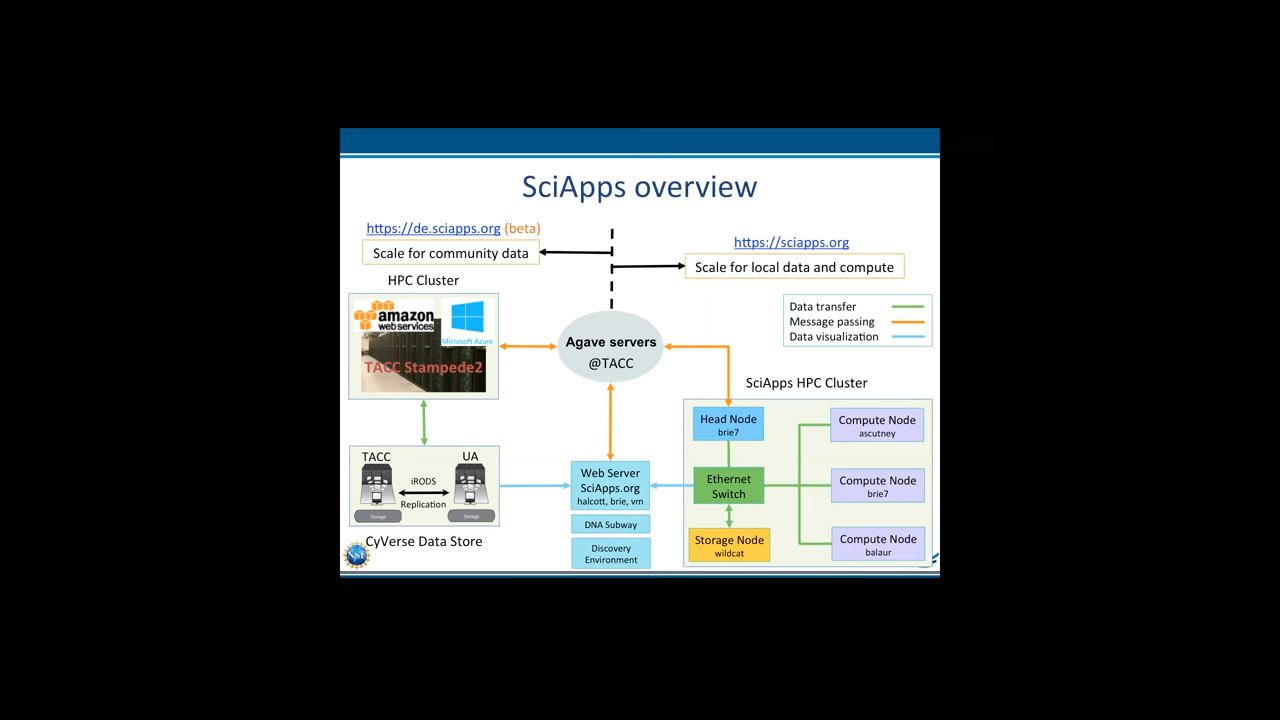 SciApps overview
https://de.sciapps.org (beta)
Scale for community data
https://sciapps.org
Scale for local data and compute
HPC Cluster
amazon
web services
Microsoft Azure
TACC Stampede2
Agave servers
@TACC
Data transfer
Message passing
Data visualization
SciApps HPC Cluster
Head Node
brie7
Ethernet
Switch
Storage Node
wildcat
Compute Node
ascutney
Compute Node
brie7
Compute Node
balaur
TACC
UA
iRODS
Replication
Storage
Storage
CyVerse Data Store
NSF
Web Server
SciApps.org
halcott, brie, vm
DNA Subway
Discovery
Environment